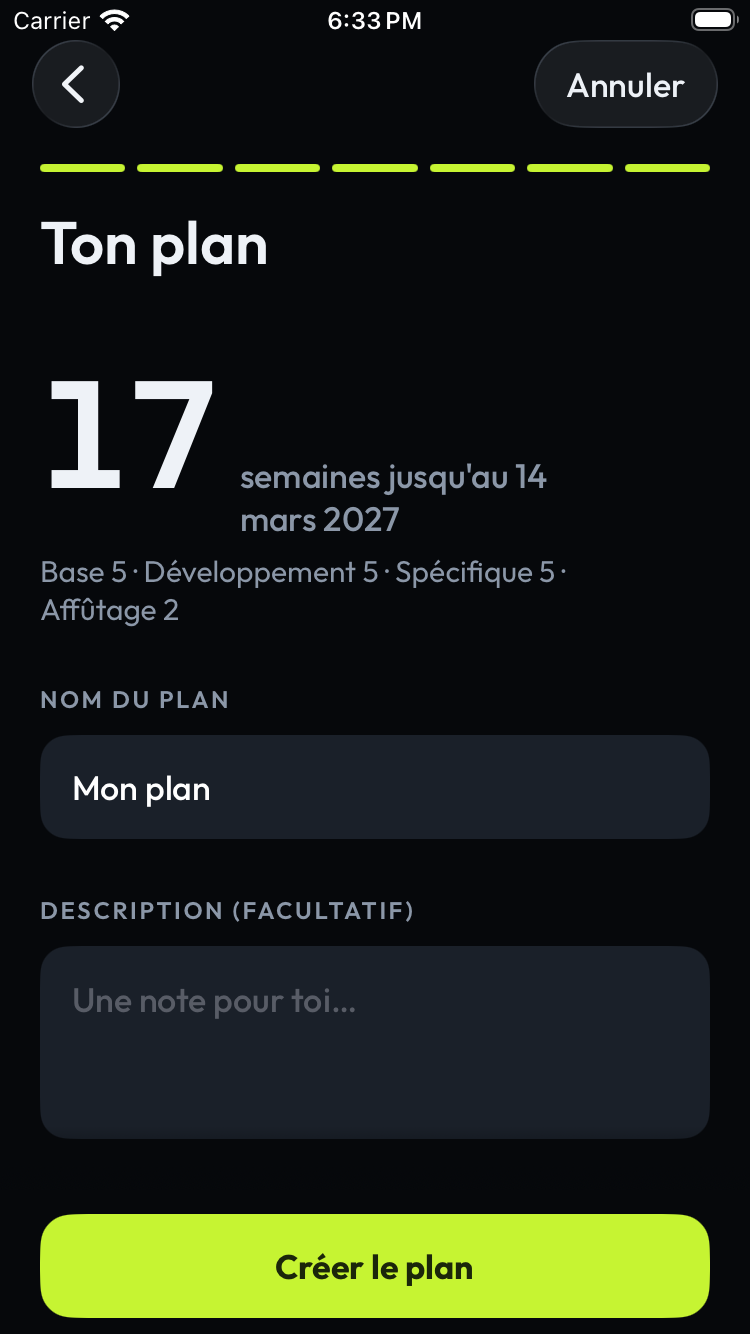 Carrier 6:33 PM
Annuler
Ton plan
17 semaines jusqu'au 14
mars 2027
Base 5 · Développement 5 · Spécifique 5 ·
Affûtage 2
NOM DU PLAN
Mon plan
DESCRIPTION (FACULTATIF)
Une note pour toi…
Créer le plan